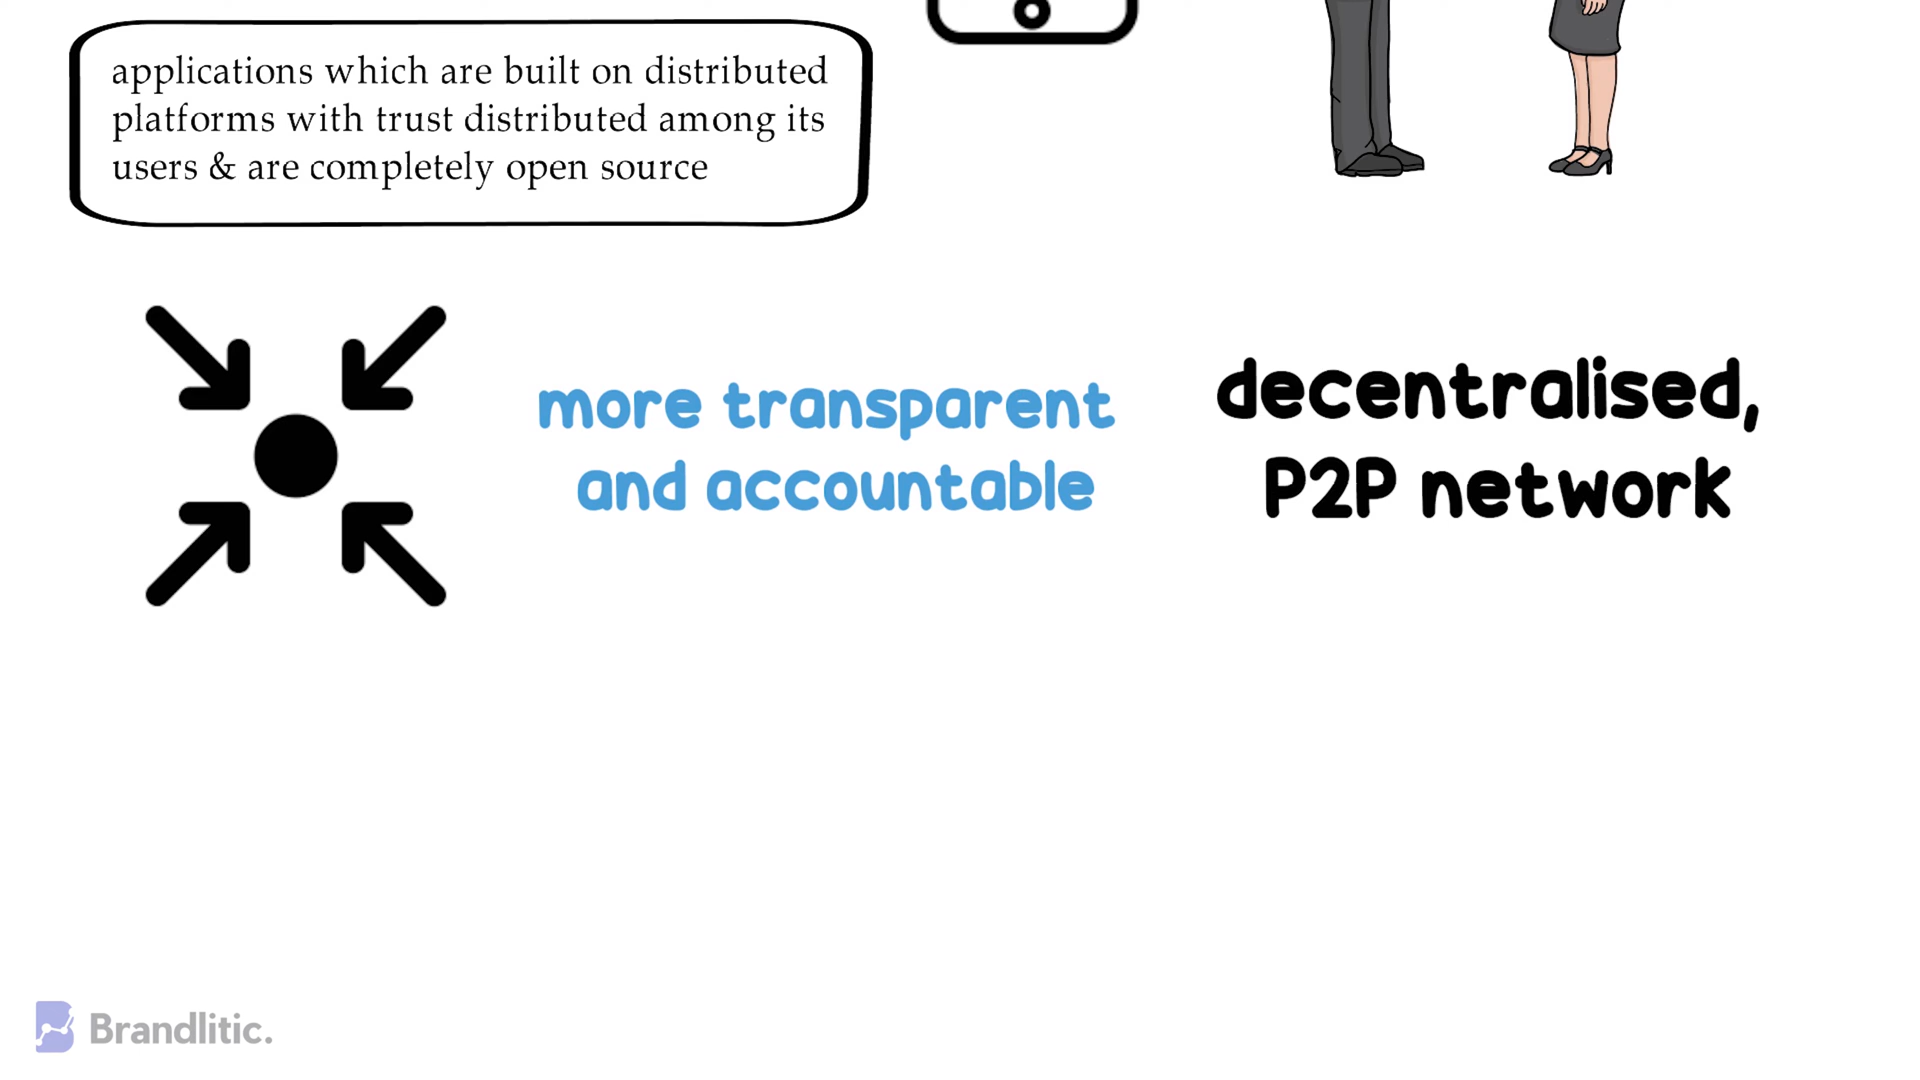 applications which are built on distributed
platforms with trust distributed among its
users & are completely open source
more transparent
and accountable
decentralised,
P2P network
Brandlitic.